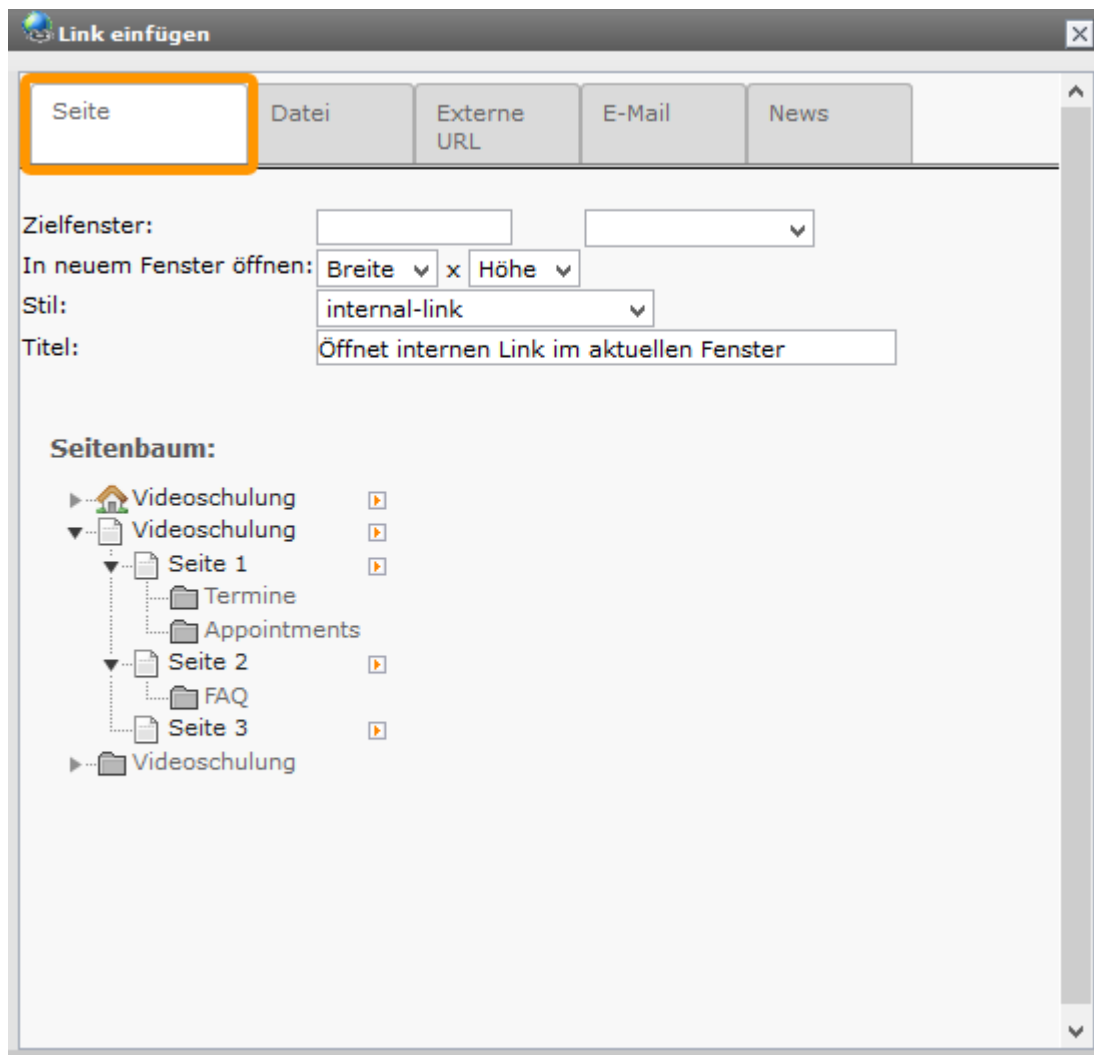 Link einfügen
Seite Datei Externe URL E-Mail News
Zielfenster:
In neuem Fenster öffnen: Breite x Höhe
Stil: internal-link
Titel: Öffnet internen Link im aktuellen Fenster
Seitenbaum:
Videoschulung
Videoschulung
Seite 1
Termine
Appointments
Seite 2
FAQ
Seite 3
Videoschulung